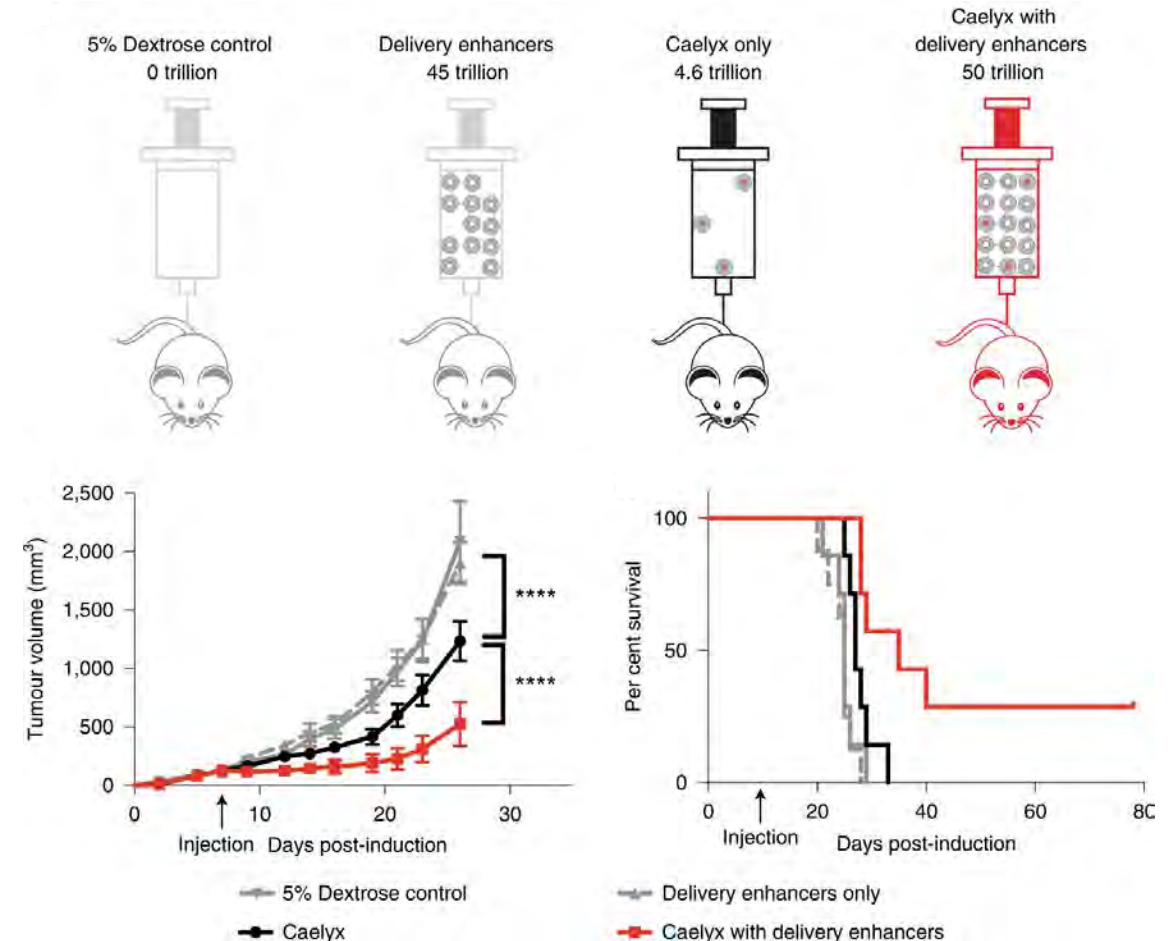 5% Dextrose control
0 trillion
Delivery enhancers
45 trillion
Caelyx only
4.6 trillion
Caelyx with
delivery enhancers
50 trillion
Tumour volume (mm³)
2,500
2,000
1,500
1,000
500
0
0
10
20
30
Injection
Days post-induction
****
****
Per cent survival
100
50
0
0
20
40
60
80
Injection
Days post-induction
5% Dextrose control
Delivery enhancers only
Caelyx
Caelyx with delivery enhancers